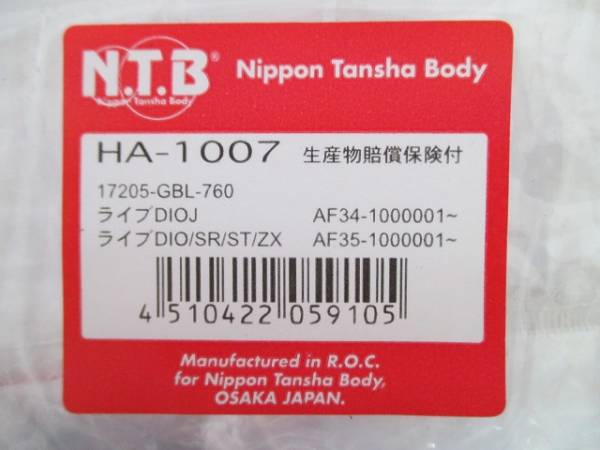 N.T.B®
Nippon Tansha Body
Nippon Tansha Body
HA-1007 生産物賠償保険付
17205-GBL-760
ライブDIOJ AF34-1000001~
ライブDIO/SR/ST/ZX AF35-1000001~
4 510422 059105
Manufactured in R.O.C.
for Nippon Tansha Body,
OSAKA JAPAN.